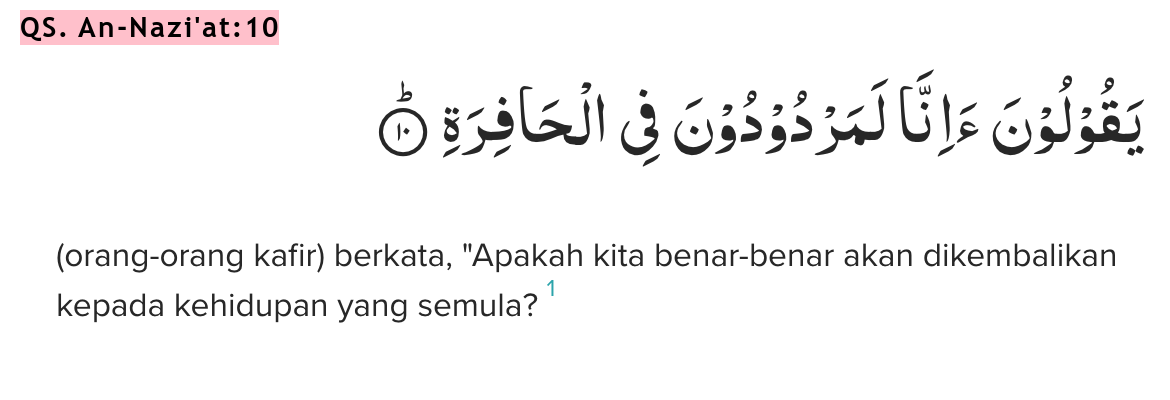 QS. An-Nazi'at:10
يَقُوْلُوْنَ ءَاِنَّا لَمَرْدُوْدُوْنَ فِى الْحَافِرَةِۗ ١٠
(orang-orang kafir) berkata, "Apakah kita benar-benar akan dikembalikan
kepada kehidupan yang semula? 1